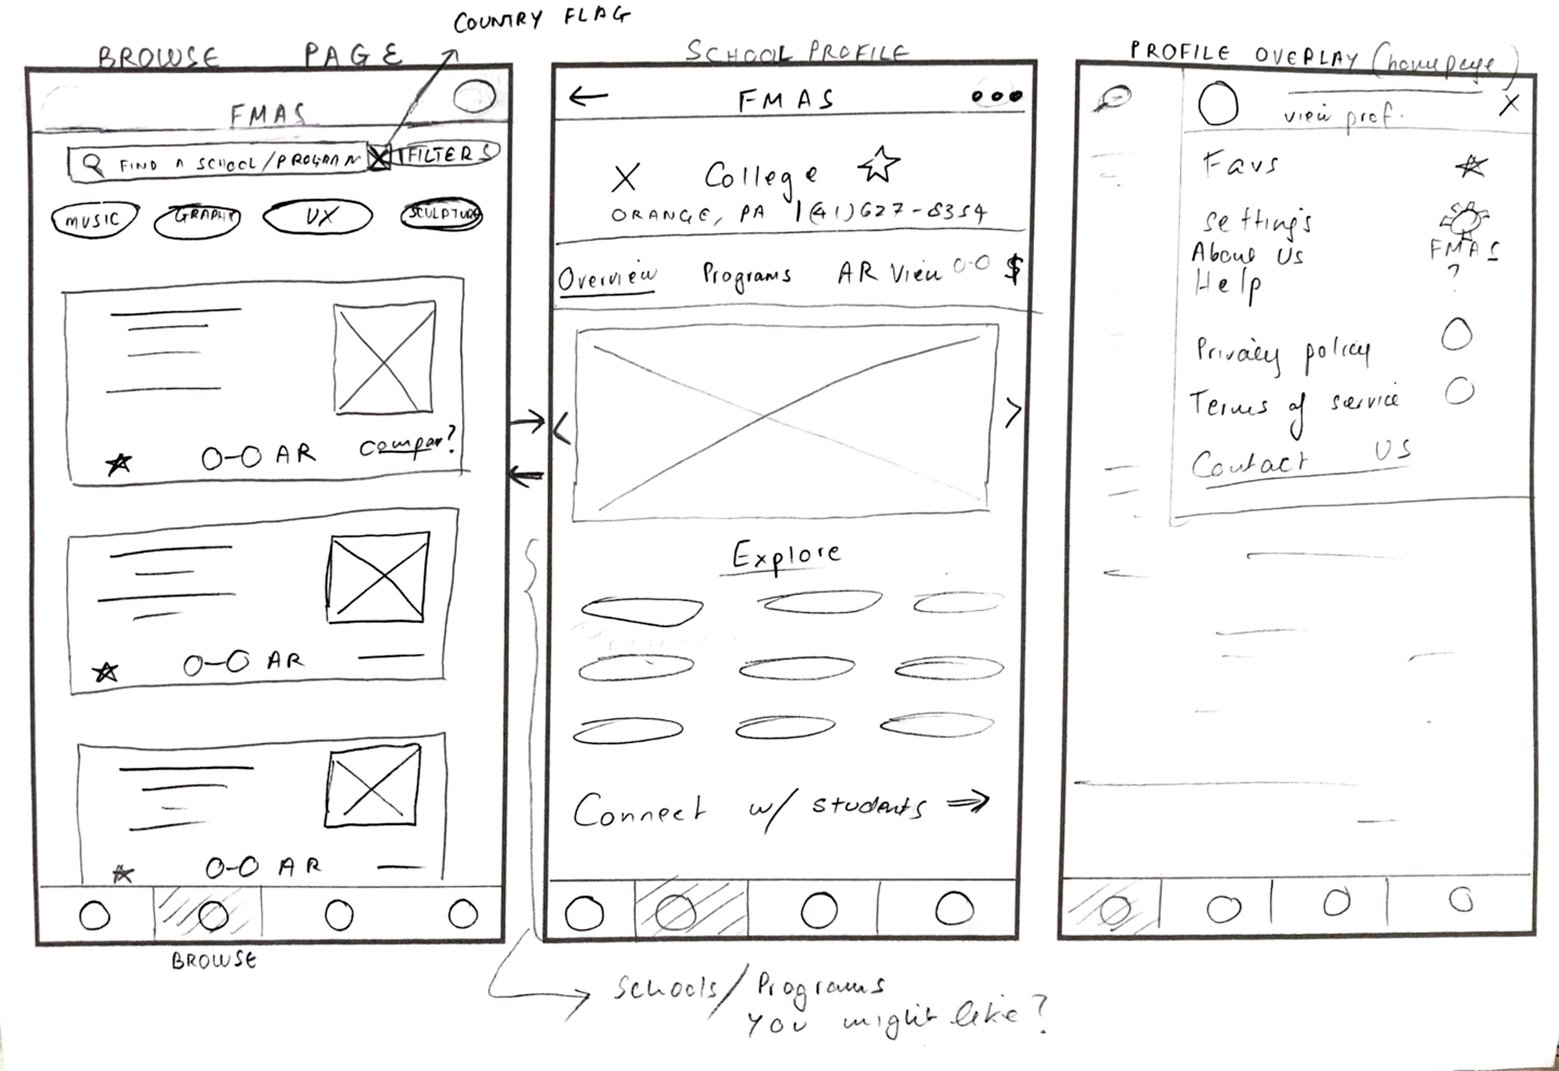 COUNTRY FLAG
BROWSE PAGE
FMAS
FIND A SCHOOL/PROGRAM
FILTERS
MUSIC
GRAPHI
UX
SCULPTURE
AR
compar?
AR
AR
BROWSE
SCHOOL PROFILE
FMAS
X College
ORANGE, PA 1(41)627-8354
Overview Programs AR View $
Explore
Connect w/ students
Schools/Programs
you might like?
PROFILE OVERLAY (homepage)
view prof. X
Favs
settings
About Us FMAS
Help ?
Privacy policy
Terms of service
Contact US